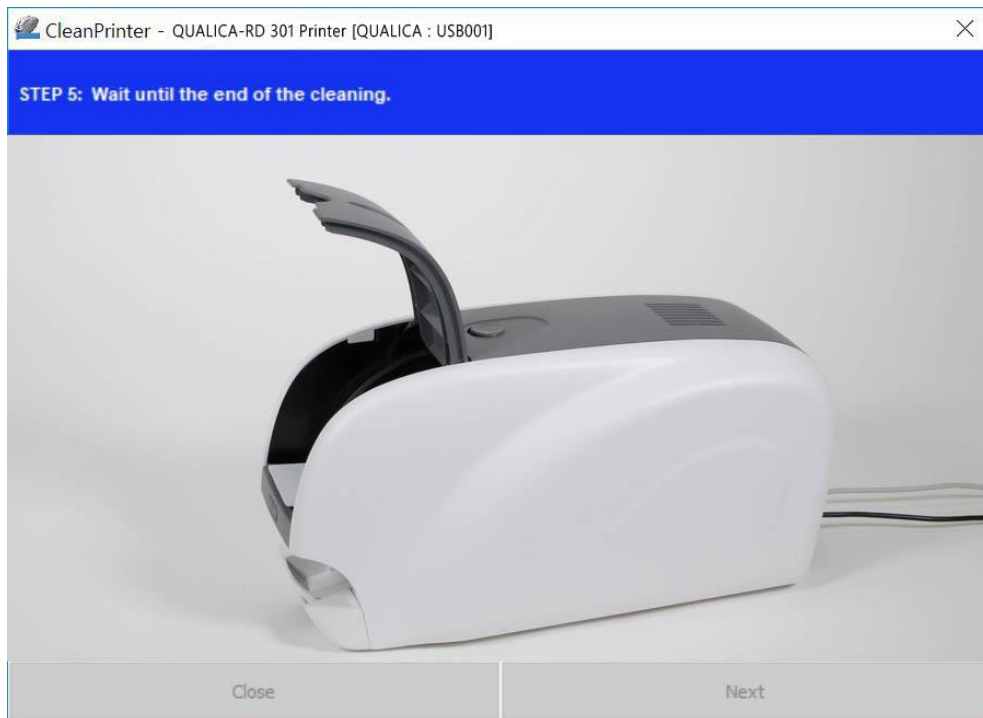 CleanPrinter - QUALICA-RD 301 Printer [QUALICA : USB001]
STEP 5: Wait until the end of the cleaning.
Close
Next